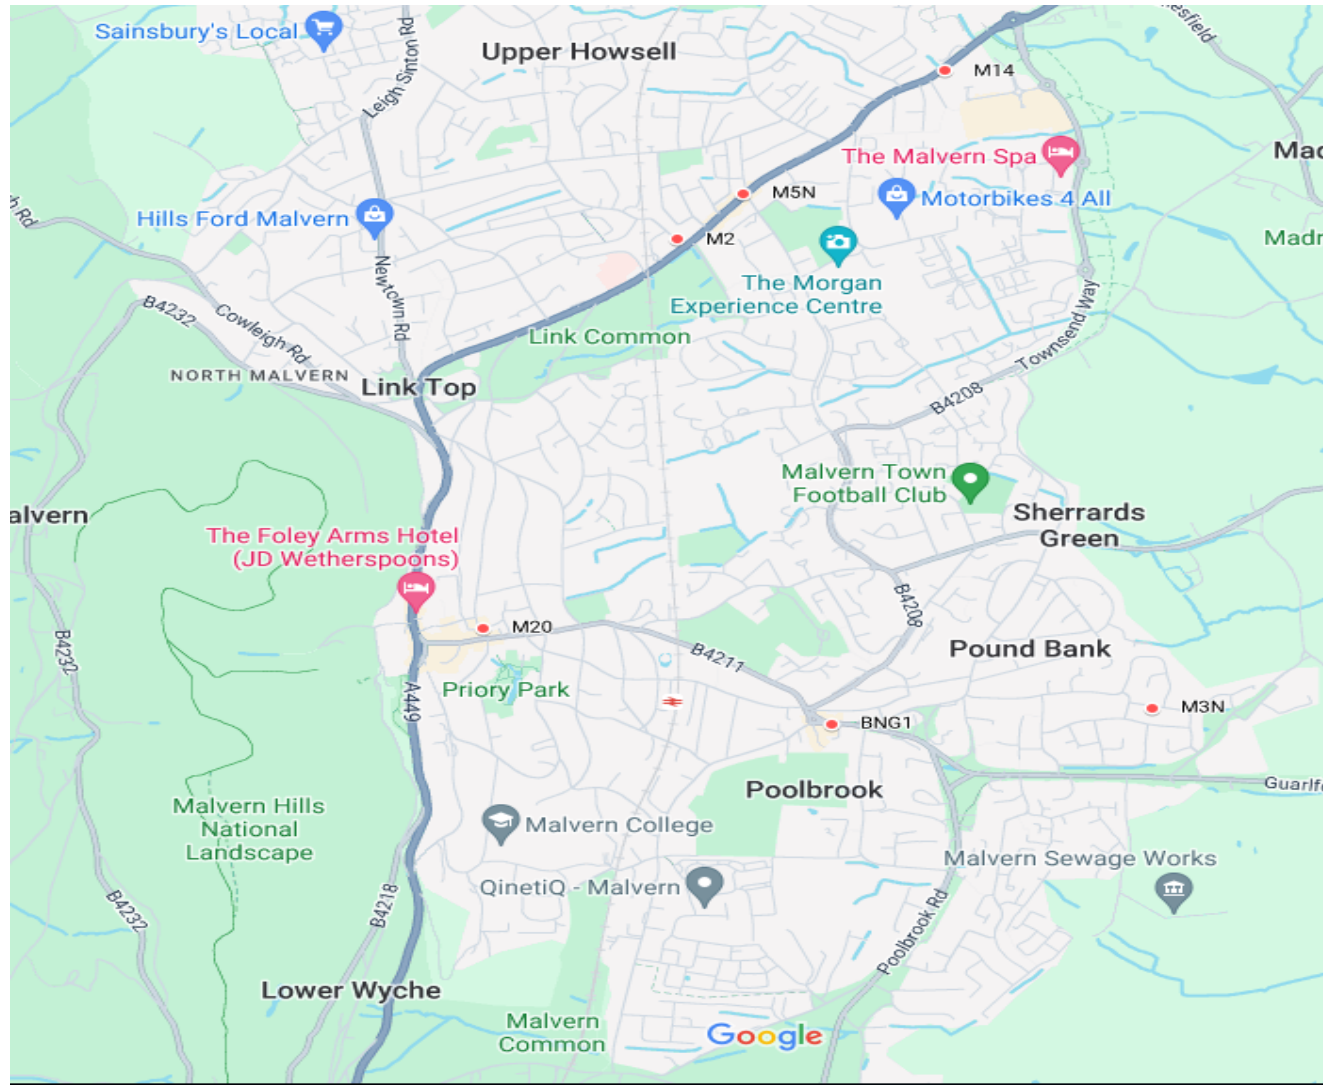 Sainsbury's Local
Leigh Sinton Rd
Upper Howsell
M14
The Malvern Spa
M5N
Motorbikes 4 All
Hills Ford Malvern
M2
Newtown Rd
The Morgan
Experience Centre
B4232
Cowleigh Rd
Link Common
Townsend Way
NORTH MALVERN
Link Top
B4208
Malvern Town
Football Club
alvern
Sherrards
Green
The Foley Arms Hotel
(JD Wetherspoons)
B4208
M20
B4232
B4211
Pound Bank
Priory Park
A449
M3N
BNG1
Poolbrook
Malvern Hills
National
Landscape
Malvern College
Malvern Sewage Works
QinetiQ - Malvern
B4218
B4232
Poolbrook Rd
Lower Wyche
Malvern
Common
Google